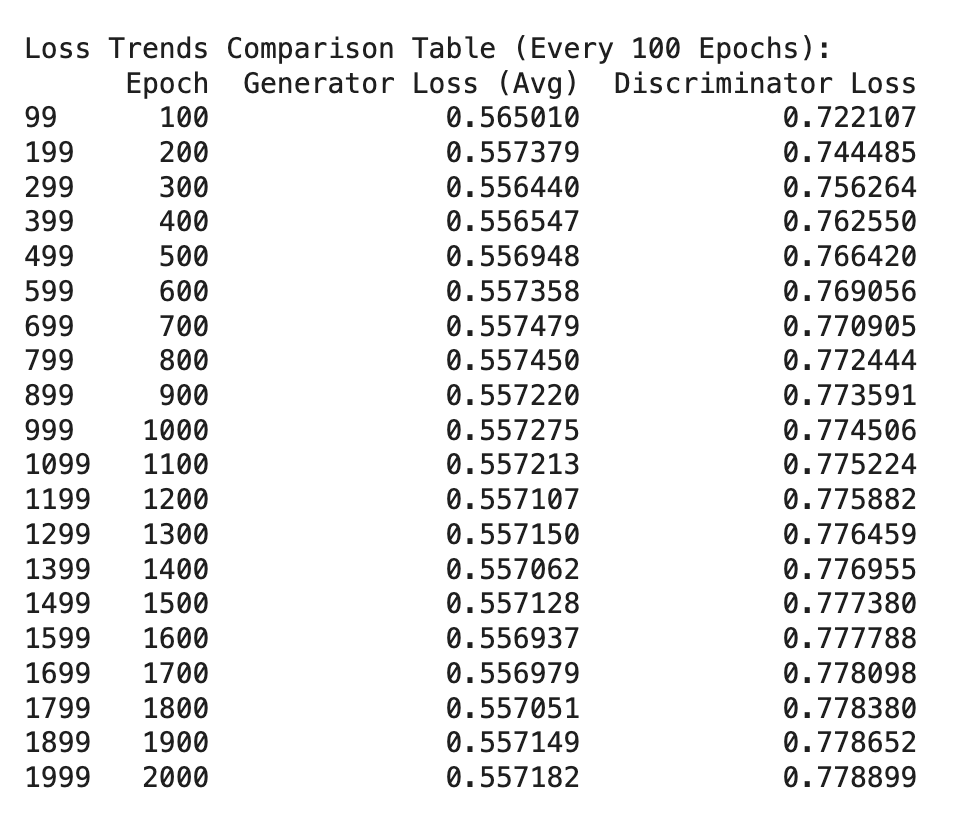 Loss Trends Comparison Table (Every 100 Epochs):
Epoch Generator Loss (Avg) Discriminator Loss
99 100 0.565010 0.722107
199 200 0.557379 0.744485
299 300 0.556440 0.756264
399 400 0.556547 0.762550
499 500 0.556948 0.766420
599 600 0.557358 0.769056
699 700 0.557479 0.770905
799 800 0.557450 0.772444
899 900 0.557220 0.773591
999 1000 0.557275 0.774506
1099 1100 0.557213 0.775224
1199 1200 0.557107 0.775882
1299 1300 0.557150 0.776459
1399 1400 0.557062 0.776955
1499 1500 0.557128 0.777380
1599 1600 0.556937 0.777788
1699 1700 0.556979 0.778098
1799 1800 0.557051 0.778380
1899 1900 0.557149 0.778652
1999 2000 0.557182 0.778899